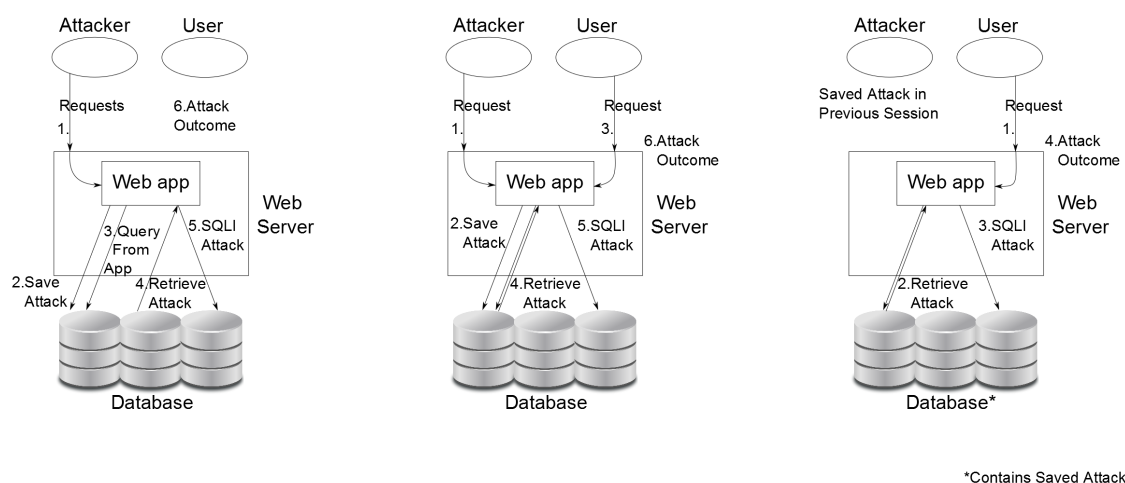 Attacker
User
Requests
1.
6.Attack
Outcome
Web app
Web
Server
3.Query
From
App
5.SQLI
Attack
2.Save
Attack
4.Retrieve
Attack
Database
Attacker
User
Request
1.
Request
3.
6.Attack
Outcome
Web app
Web
Server
2.Save
Attack
5.SQLI
Attack
4.Retrieve
Attack
Database
Attacker
User
Saved Attack in
Previous Session
Request
1.
4.Attack
Outcome
Web app
Web
Server
3.SQLI
Attack
2.Retrieve
Attack
Database*
*Contains Saved Attack